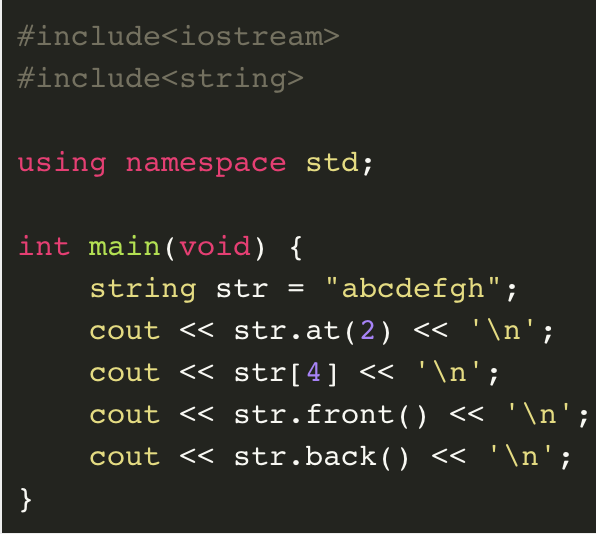 #include<iostream>
#include<string>

using namespace std;

int main(void) {
    string str = "abcdefgh";
    cout << str.at(2) << '\n';
    cout << str[4] << '\n';
    cout << str.front() << '\n';
    cout << str.back() << '\n';
}